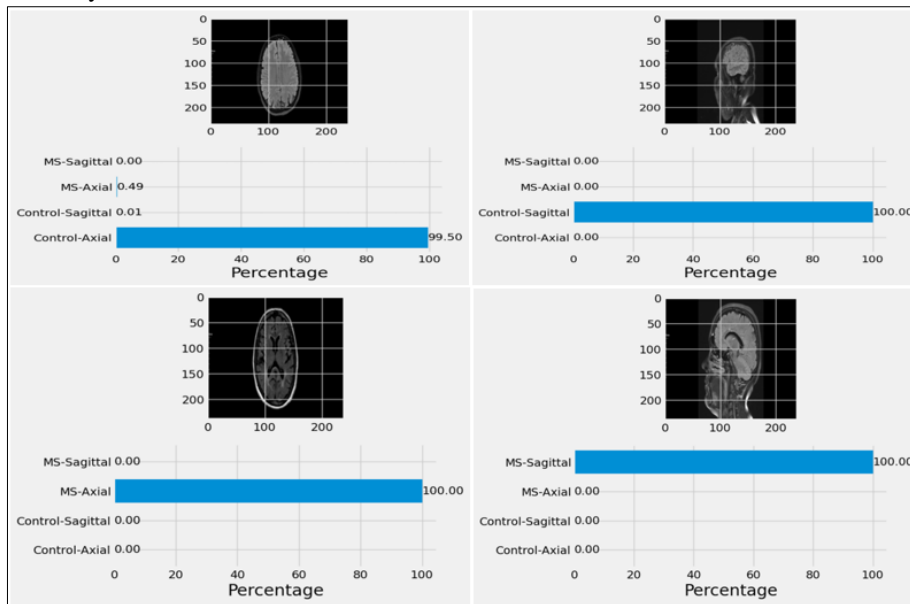 0
50
100
150
200
0 100 200
MS-Sagittal 0.00
MS-Axial 0.49
Control-Sagittal 0.01
Control-Axial 99.50
0 20 40 60 80 100
Percentage
0
50
100
150
200
0 100 200
MS-Sagittal 0.00
MS-Axial 0.00
Control-Sagittal 100.00
Control-Axial 0.00
0 20 40 60 80 100
Percentage
0
50
100
150
200
0 100 200
MS-Sagittal 0.00
MS-Axial 100.00
Control-Sagittal 0.00
Control-Axial 0.00
0 20 40 60 80 100
Percentage
0
50
100
150
200
0 100 200
MS-Sagittal 100.00
MS-Axial 0.00
Control-Sagittal 0.00
Control-Axial 0.00
0 20 40 60 80 100
Percentage